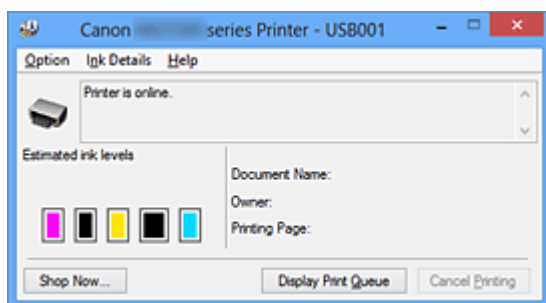 Canon series Printer - USB001
Option Ink Details Help
Printer is online.
Estimated ink levels
Document Name:
Owner:
Printing Page:
Shop Now... Display Print Queue Cancel Printing